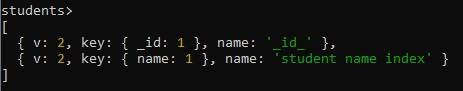 students>
[
  { v: 2, key: { _id: 1 }, name: '_id_' },
  { v: 2, key: { name: 1 }, name: 'student name index' }
]